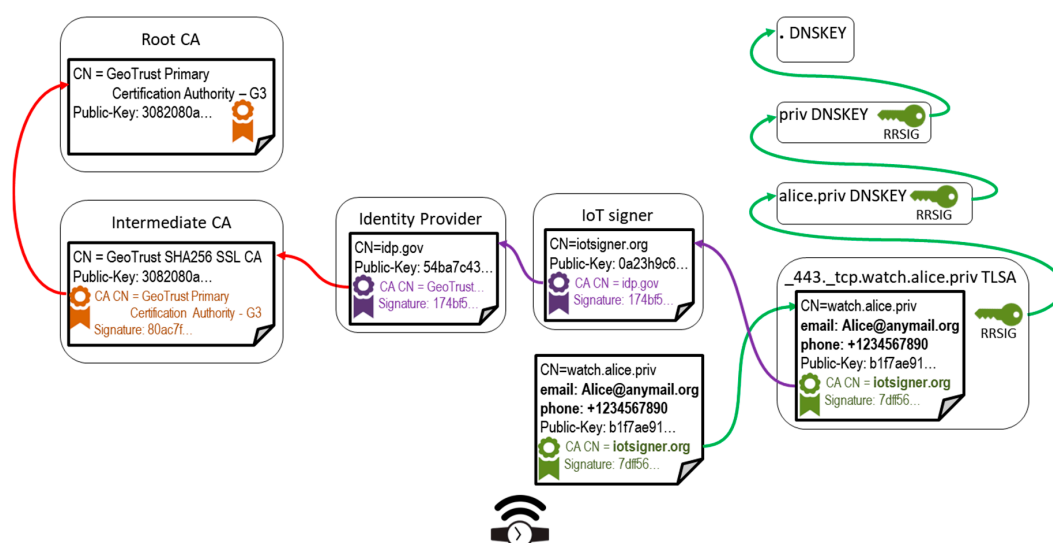 Root CA
CN = GeoTrust Primary
Certification Authority – G3
Public-Key: 3082080a…
Intermediate CA
CN = GeoTrust SHA256 SSL CA
Public-Key: 3082080a…
CA CN = GeoTrust Primary
Certification Authority - G3
Signature: 80ac7f…
Identity Provider
CN=idp.gov
Public-Key: 54ba7c43…
CA CN = GeoTrust…
Signature: 174bf5…
IoT signer
CN=iotsigner.org
Public-Key: 0a23h9c6…
CA CN = idp.gov
Signature: 174bf5…
CN=watch.alice.priv
email: Alice@anymail.org
phone: +1234567890
Public-Key: b1f7ae91…
CA CN = iotsigner.org
Signature: 7dff56…
. DNSKEY
priv DNSKEY
RRSIG
alice.priv DNSKEY
RRSIG
_443._tcp.watch.alice.priv TLSA
CN=watch.alice.priv
email: Alice@anymail.org
phone: +1234567890
Public-Key: b1f7ae91…
CA CN = iotsigner.org
Signature: 7dff56…
RRSIG